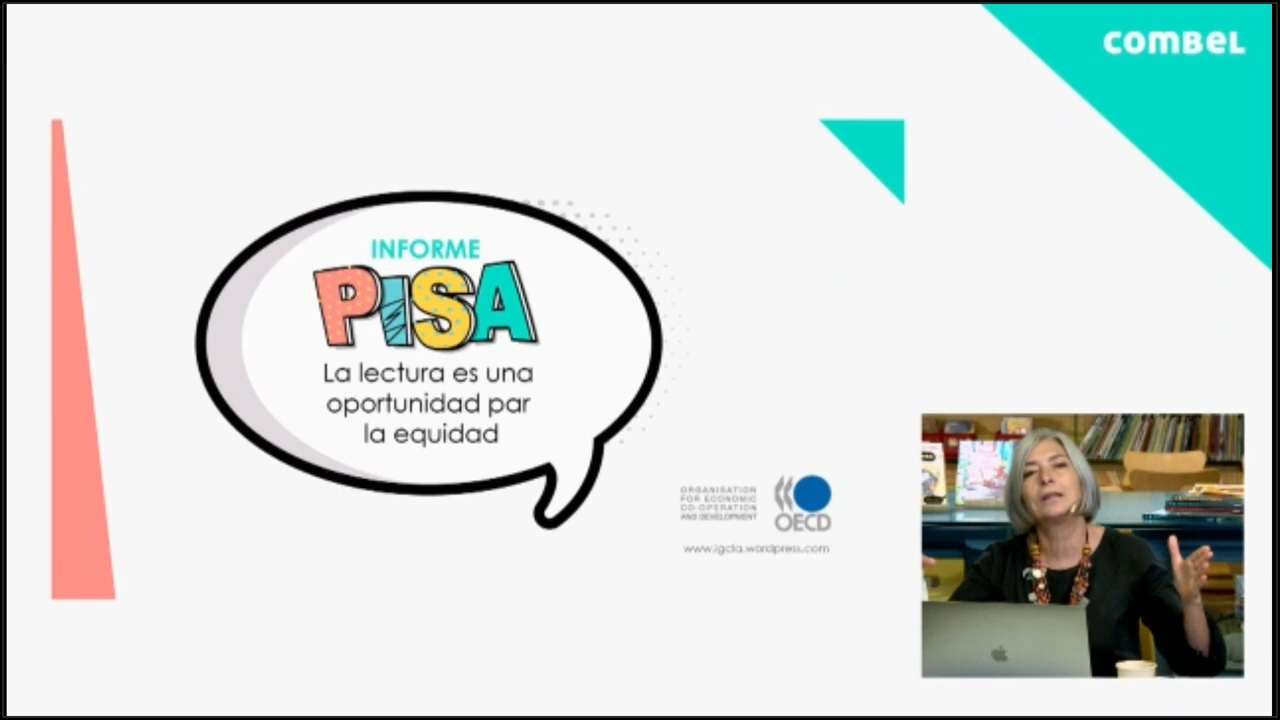 COMBEL
INFORME
PISA
La lectura es una
oportunidad par
la equidad
ORGANISATION
FOR ECONOMIC
CO-OPERATION
AND DEVELOPMENT
OECD
www.igcla.wordpress.com